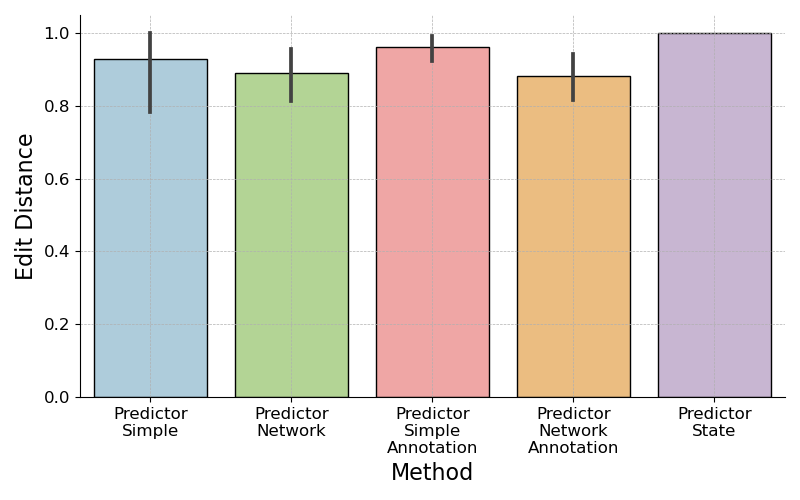 1.0
0.8
0.6
0.4
0.2
0.0
Edit Distance
Predictor
Simple
Predictor
Network
Predictor
Simple
Annotation
Predictor
Network
Annotation
Predictor
State
Method